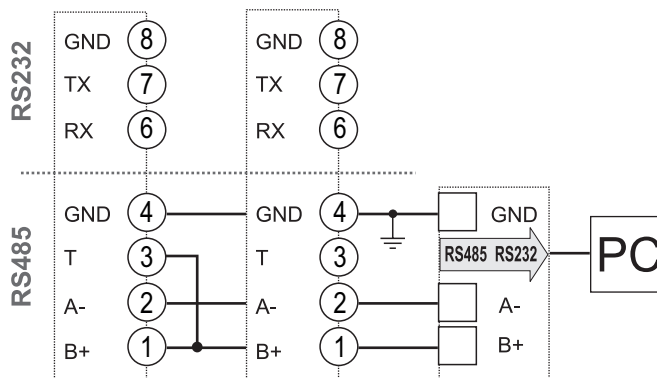 RS232
GND 8 GND 8
TX 7 TX 7
RX 6 RX 6
RS485
GND 4 GND 4 GND
T 3 T 3 RS485 RS232 PC
A- 2 A- 2 A-
B+ 1 B+ 1 B+